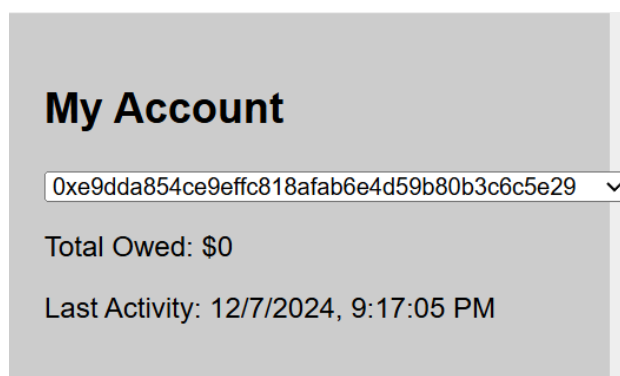 My Account
0xe9dda854ce9effc818afab6e4d59b80b3c6c5e29
Total Owed: $0
Last Activity: 12/7/2024, 9:17:05 PM